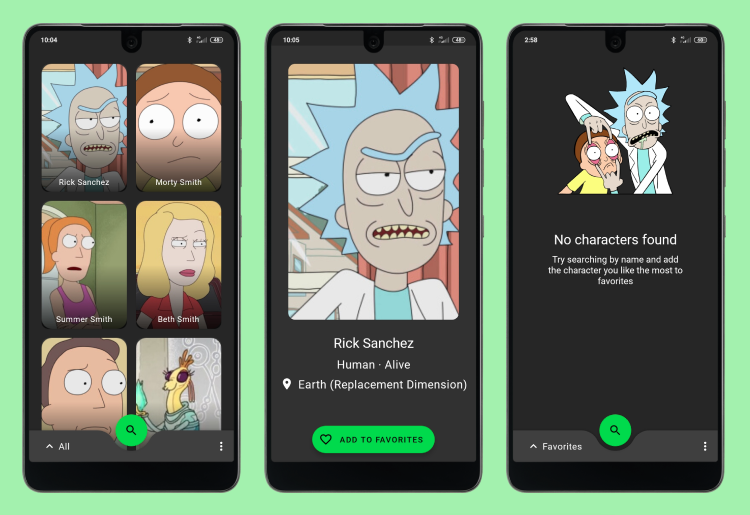 10:04
48
Rick Sanchez
Morty Smith
Summer Smith
Beth Smith
All
10:05
48
Rick Sanchez
Human · Alive
Earth (Replacement Dimension)
ADD TO FAVORITES
2:58
No characters found
Try searching by name and add
the character you like the most to
favorites
Favorites